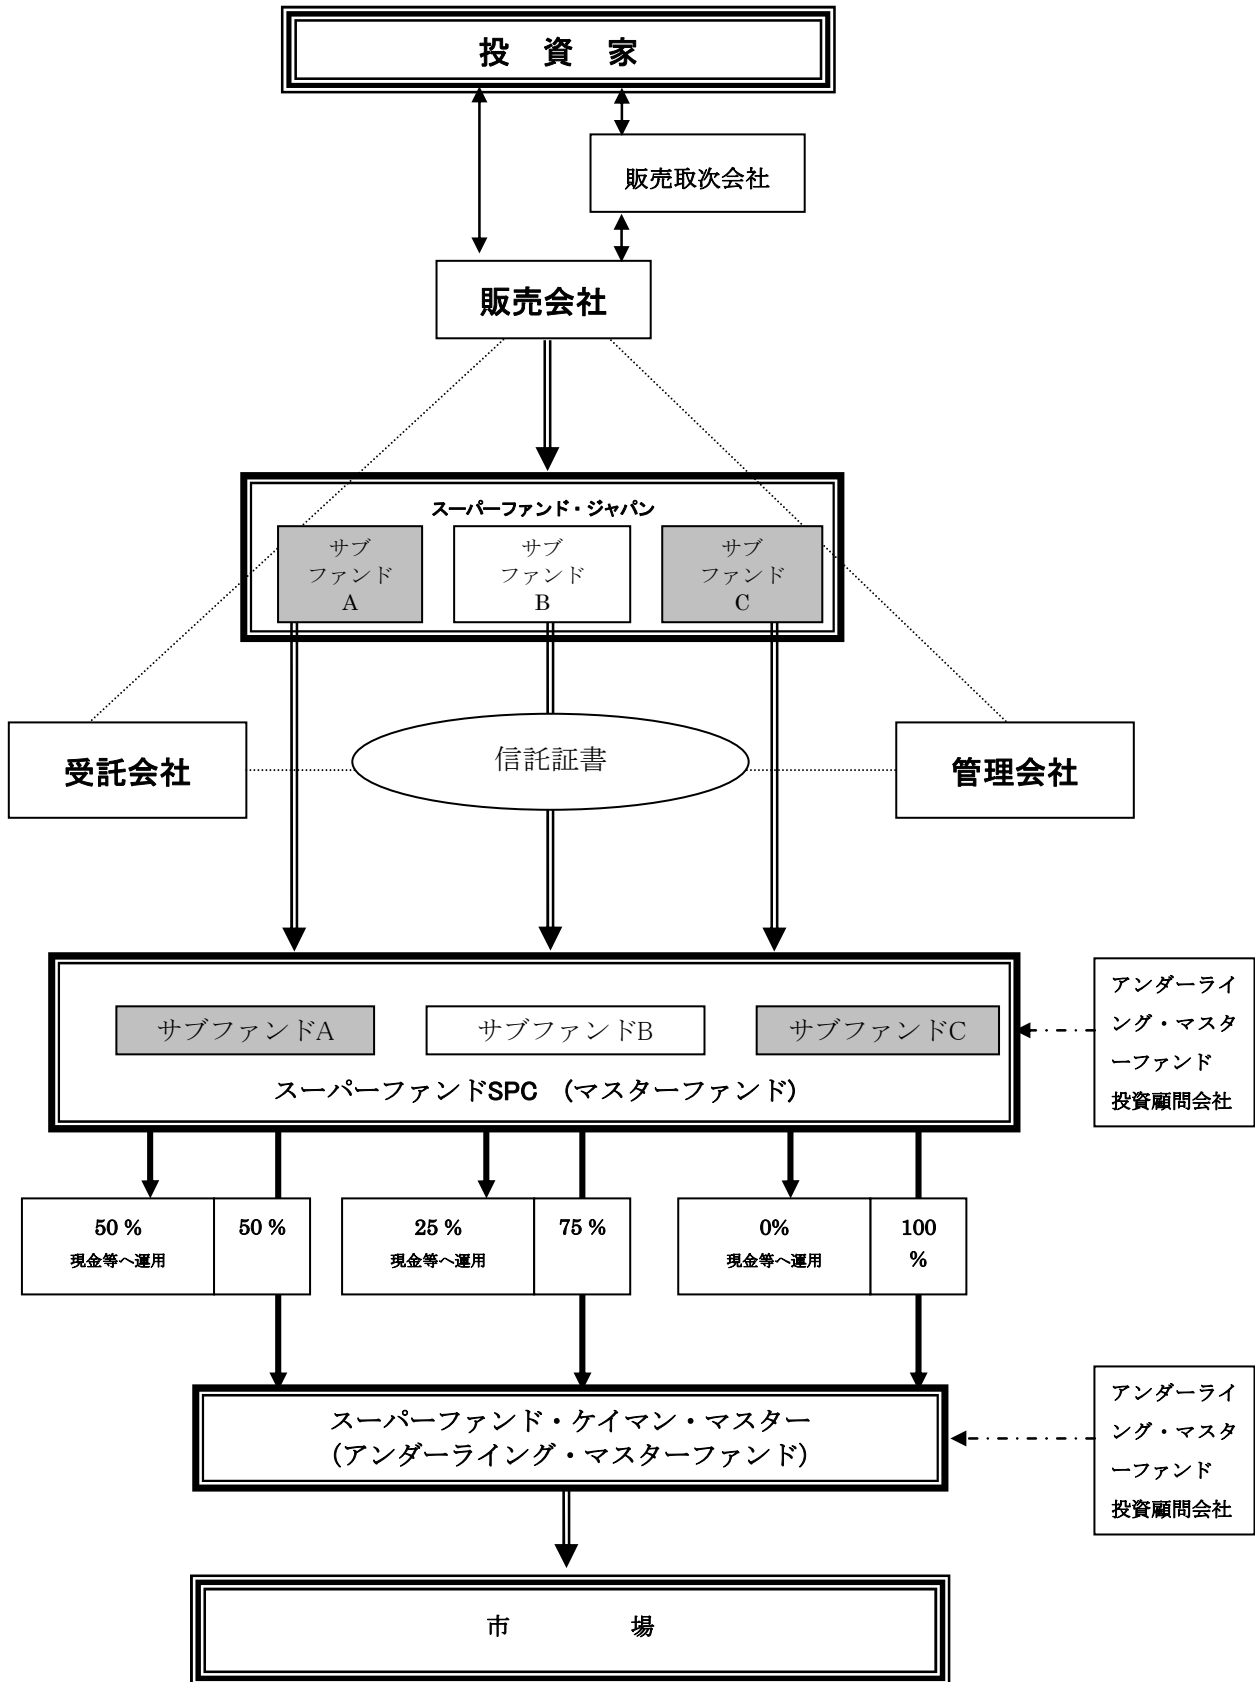 投　資　家
販売取次会社
販売会社
スーパーファンド・ジャパン
サブ
ファンド
A
サブ
ファンド
B
サブ
ファンド
C
受託会社
信託証書
管理会社
サブファンドA
サブファンドB
サブファンドC
スーパーファンドSPC　（マスターファンド）
アンダーライ
ング・マスタ
ーファンド
投資顧問会社
50 %
現金等へ運用
50 %
25 %
現金等へ運用
75 %
0%
現金等へ運用
100
%
スーパーファンド・ケイマン・マスター
（アンダーライング・マスターファンド）
アンダーライ
ング・マスタ
ーファンド
投資顧問会社
市　　　　　場